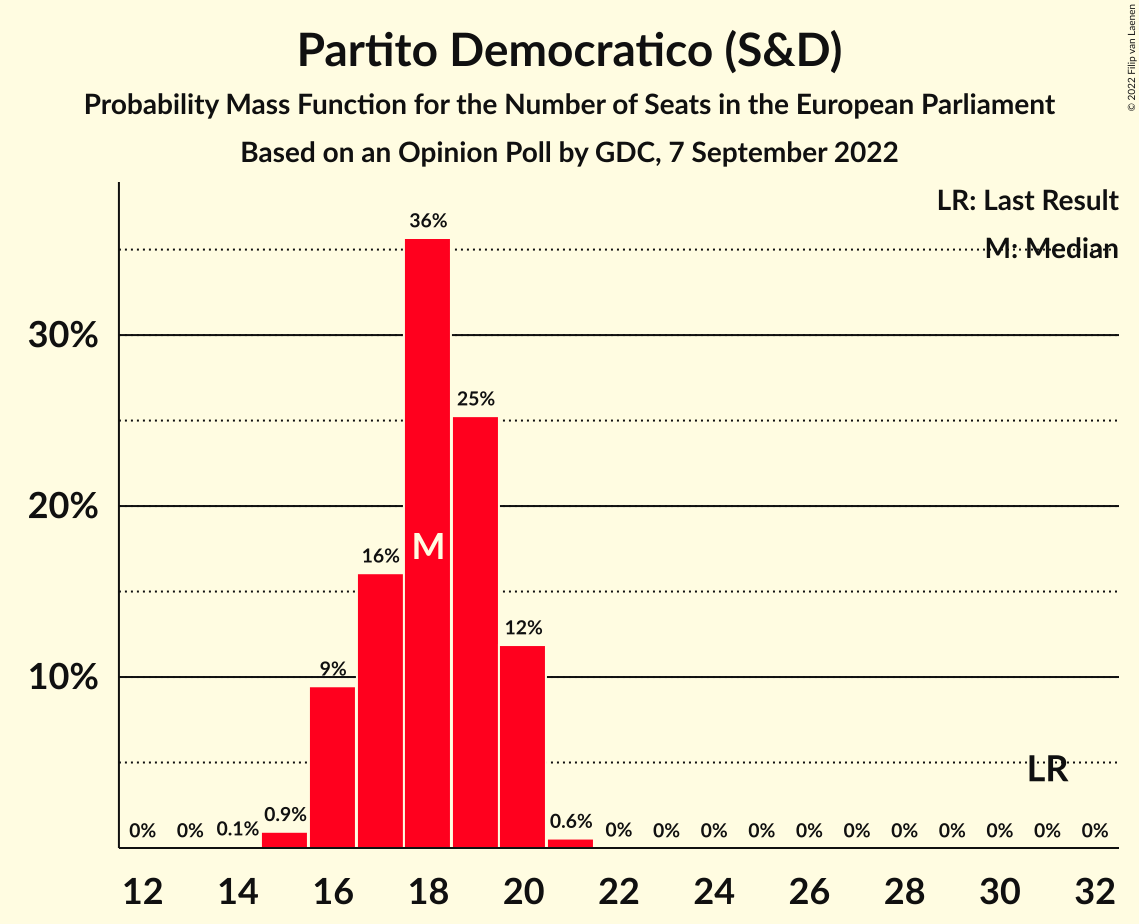 Partito Democratico (S&D)
Probability Mass Function for the Number of Seats in the European Parliament
Based on an Opinion Poll by GDC, 7 September 2022
© 2022 Filip van Laenen
LR: Last Result
M: Median
30%
20%
10%
0%
0%
0.1%
0.9%
9%
16%
36%
25%
12%
0.6%
0%
0%
0%
0%
0%
0%
0%
0%
0%
0%
0%
M
LR
12 14 16 18 20 22 24 26 28 30 32